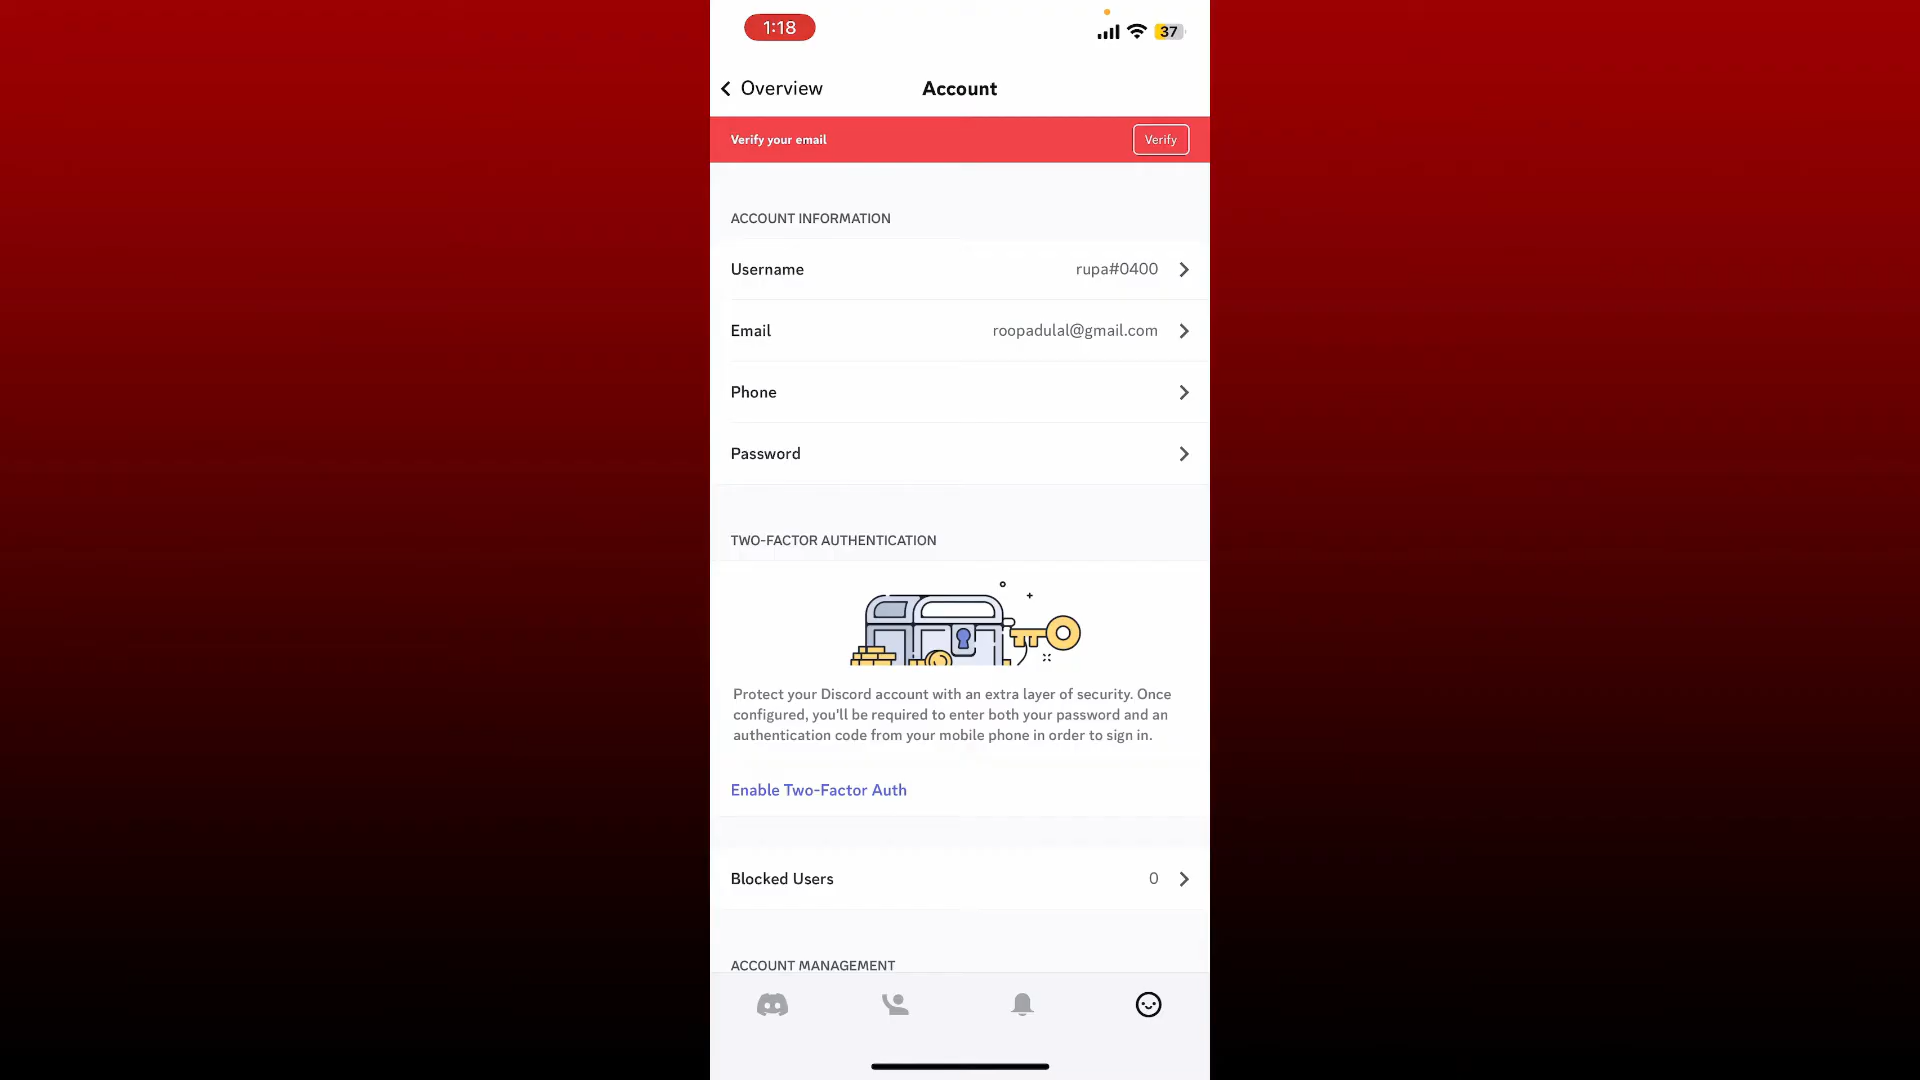 1:18
37
Overview
Account
Verify your email
Verify
ACCOUNT INFORMATION
Username
rupa#0400
Email
roopadulal@gmail.com
Phone
Password
TWO-FACTOR AUTHENTICATION
Protect your Discord account with an extra layer of security. Once
configured, you'll be required to enter both your password and an
authentication code from your mobile phone in order to sign in.
Enable Two-Factor Auth
Blocked Users
0
ACCOUNT MANAGEMENT